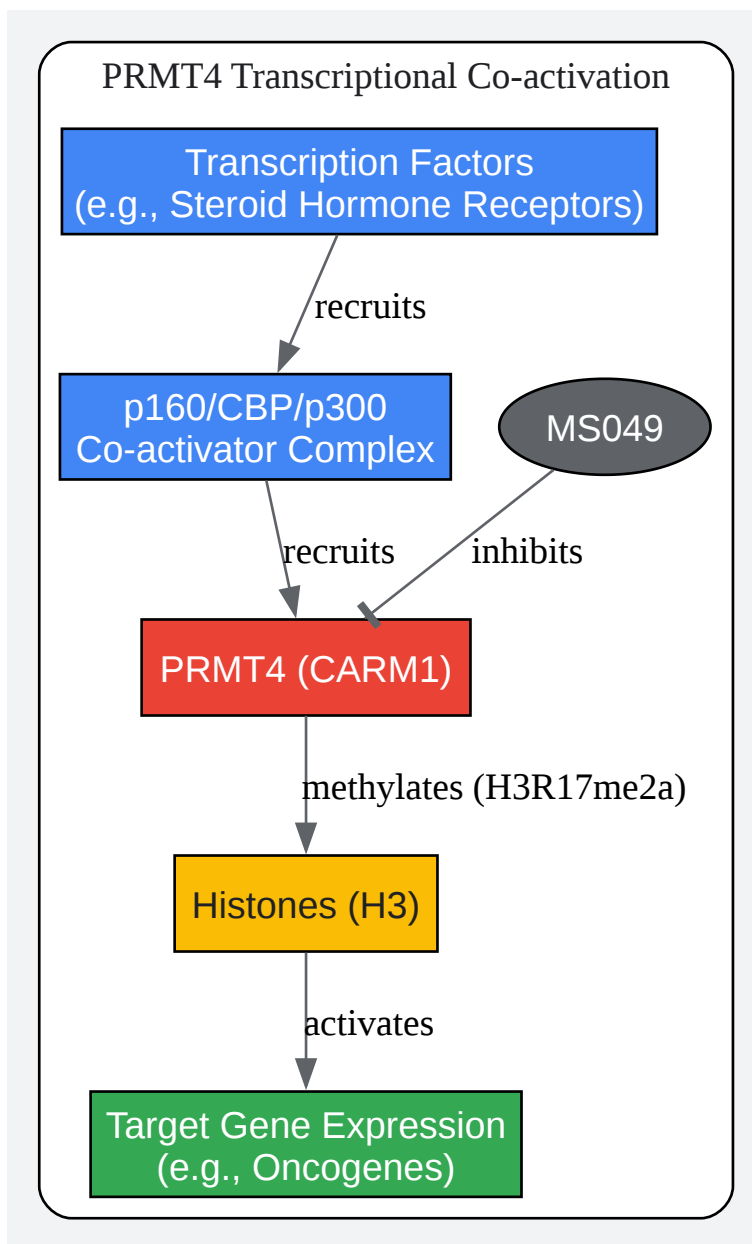 PRMT4 Transcriptional Co-activation
Transcription Factors
(e.g., Steroid Hormone Receptors)
recruits
p160/CBP/p300
Co-activator Complex
MS049
recruits
inhibits
PRMT4 (CARM1)
methylates (H3R17me2a)
Histones (H3)
activates
Target Gene Expression
(e.g., Oncogenes)